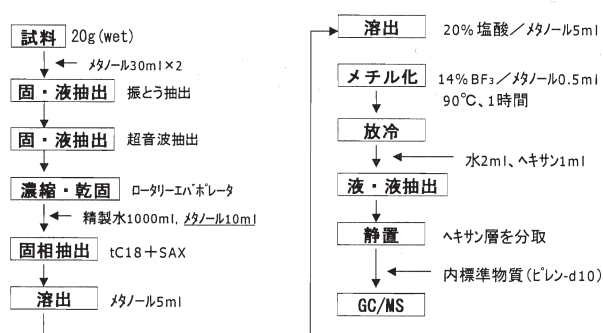 試料 20g(wet)
メタノール30ml×2
固・液抽出 振とう抽出
固・液抽出 超音波抽出
濃縮・乾固 ロータリーエバポレータ
精製水1000ml, メタノール10ml
固相抽出 tC18+SAX
溶出 メタノール5ml
溶出 20%塩酸/メタノール5ml
メチル化 14%BF₃/メタノール0.5ml
90℃、1時間
放冷
水2ml、ヘキサン1ml
液・液抽出
静置 ヘキサン層を分取
内標準物質(ピレン-d10)
GC/MS